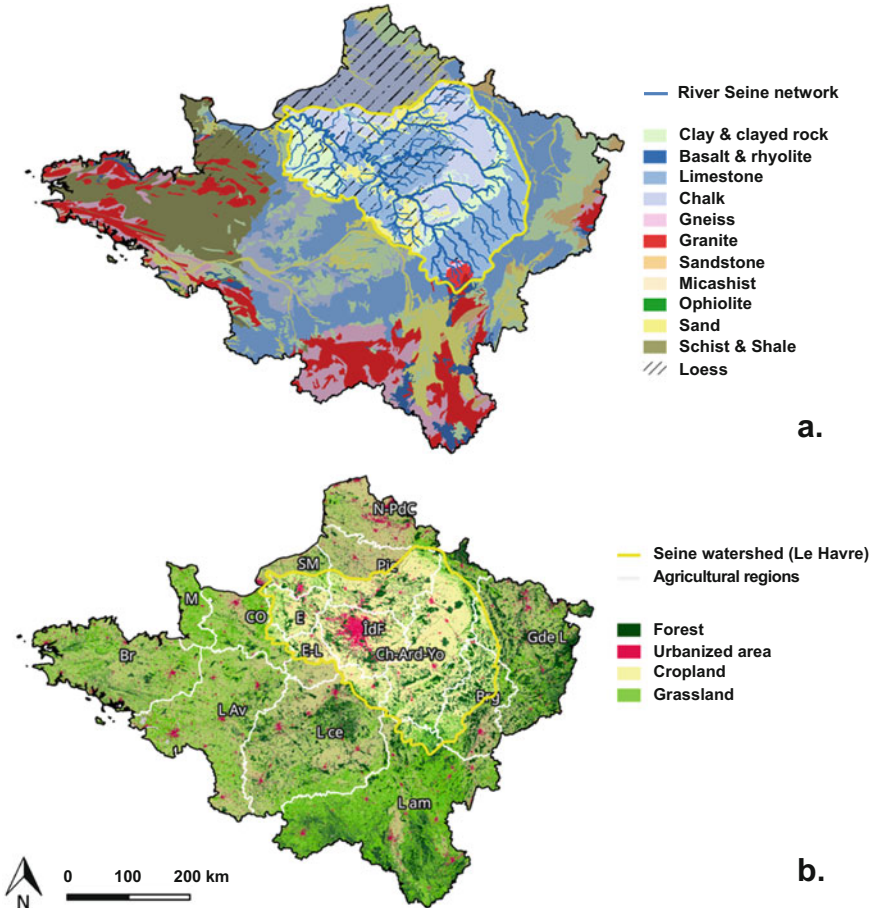 River Seine network
Clay & clayed rock
Basalt & rhyolite
Limestone
Chalk
Gneiss
Granite
Sandstone
Micashist
Ophiolite
Sand
Schist & Shale
Loess
a.
N-PdC
SM
Pic
M
CO
E
ÎdF
Gde L
E-L
Ch-Ard-Yo
Br
Brg
L Av
L ce
L am
Seine watershed (Le Havre)
Agricultural regions
Forest
Urbanized area
Cropland
Grassland
0 100 200 km
N
b.